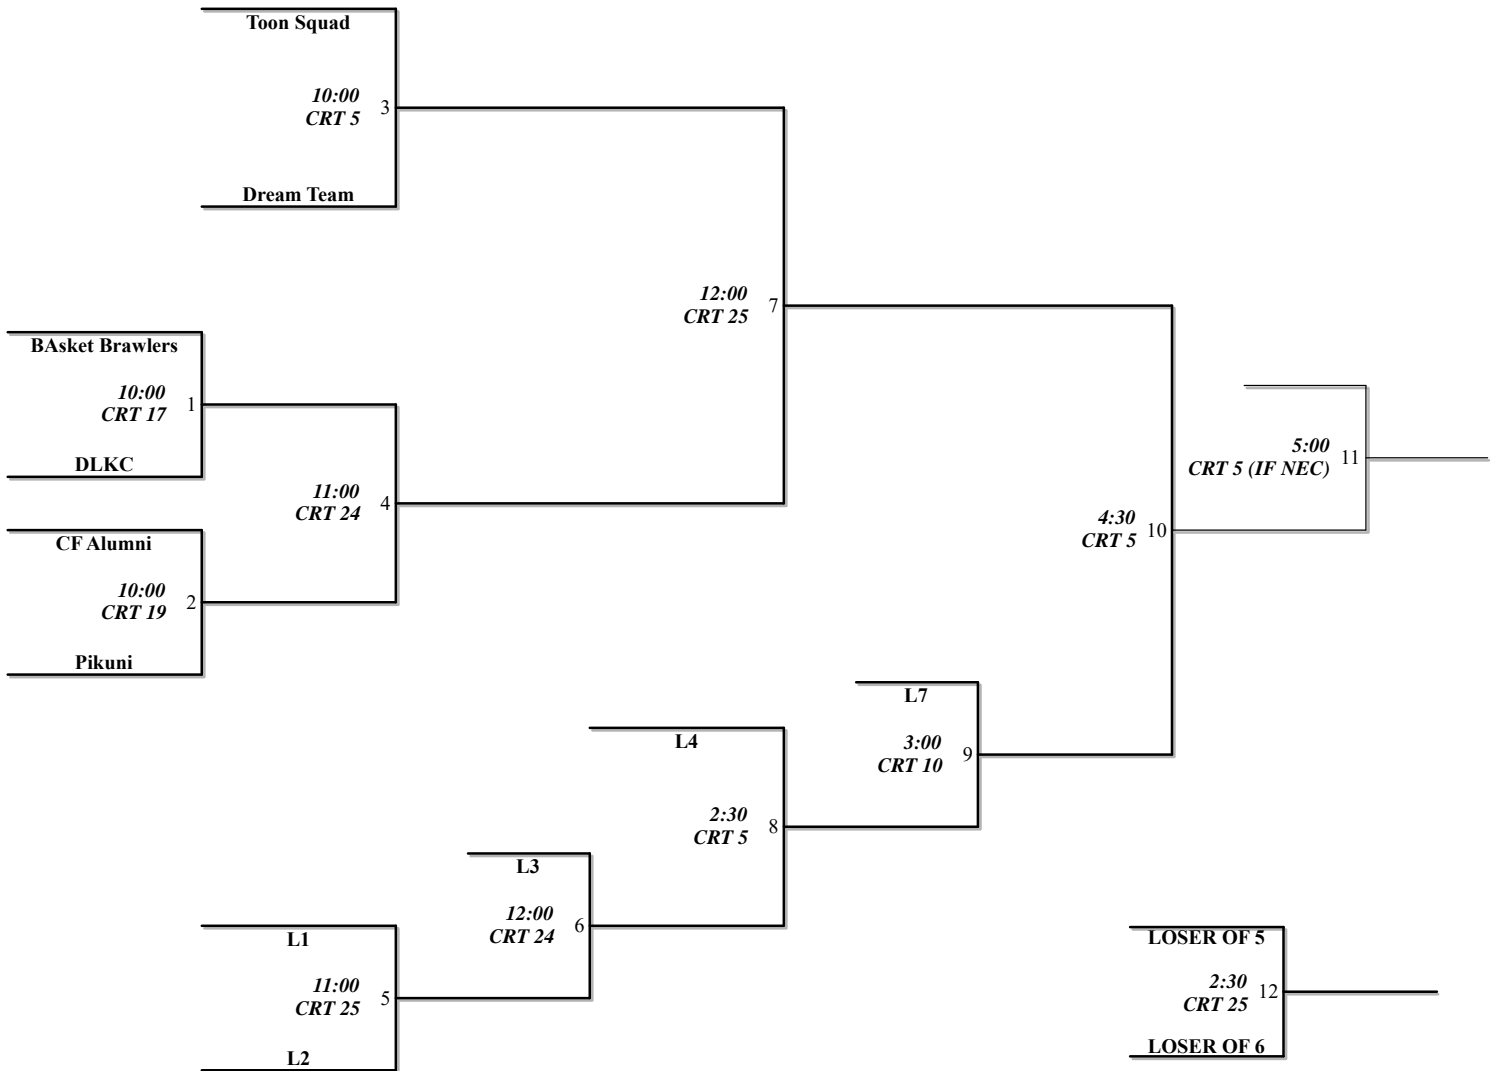 Toon Squad
10:00
CRT 5
3
Dream Team
12:00
CRT 25
7
BAsket Brawlers
10:00
CRT 17
1
DLKC
11:00
CRT 24
4
CF Alumni
10:00
CRT 19
2
Pikuni
5:00
CRT 5 (IF NEC)
11
4:30
CRT 5
10
L7
3:00
CRT 10
9
L4
2:30
CRT 5
8
L3
12:00
CRT 24
6
L1
11:00
CRT 25
5
L2
LOSER OF 5
2:30
CRT 25
12
LOSER OF 6